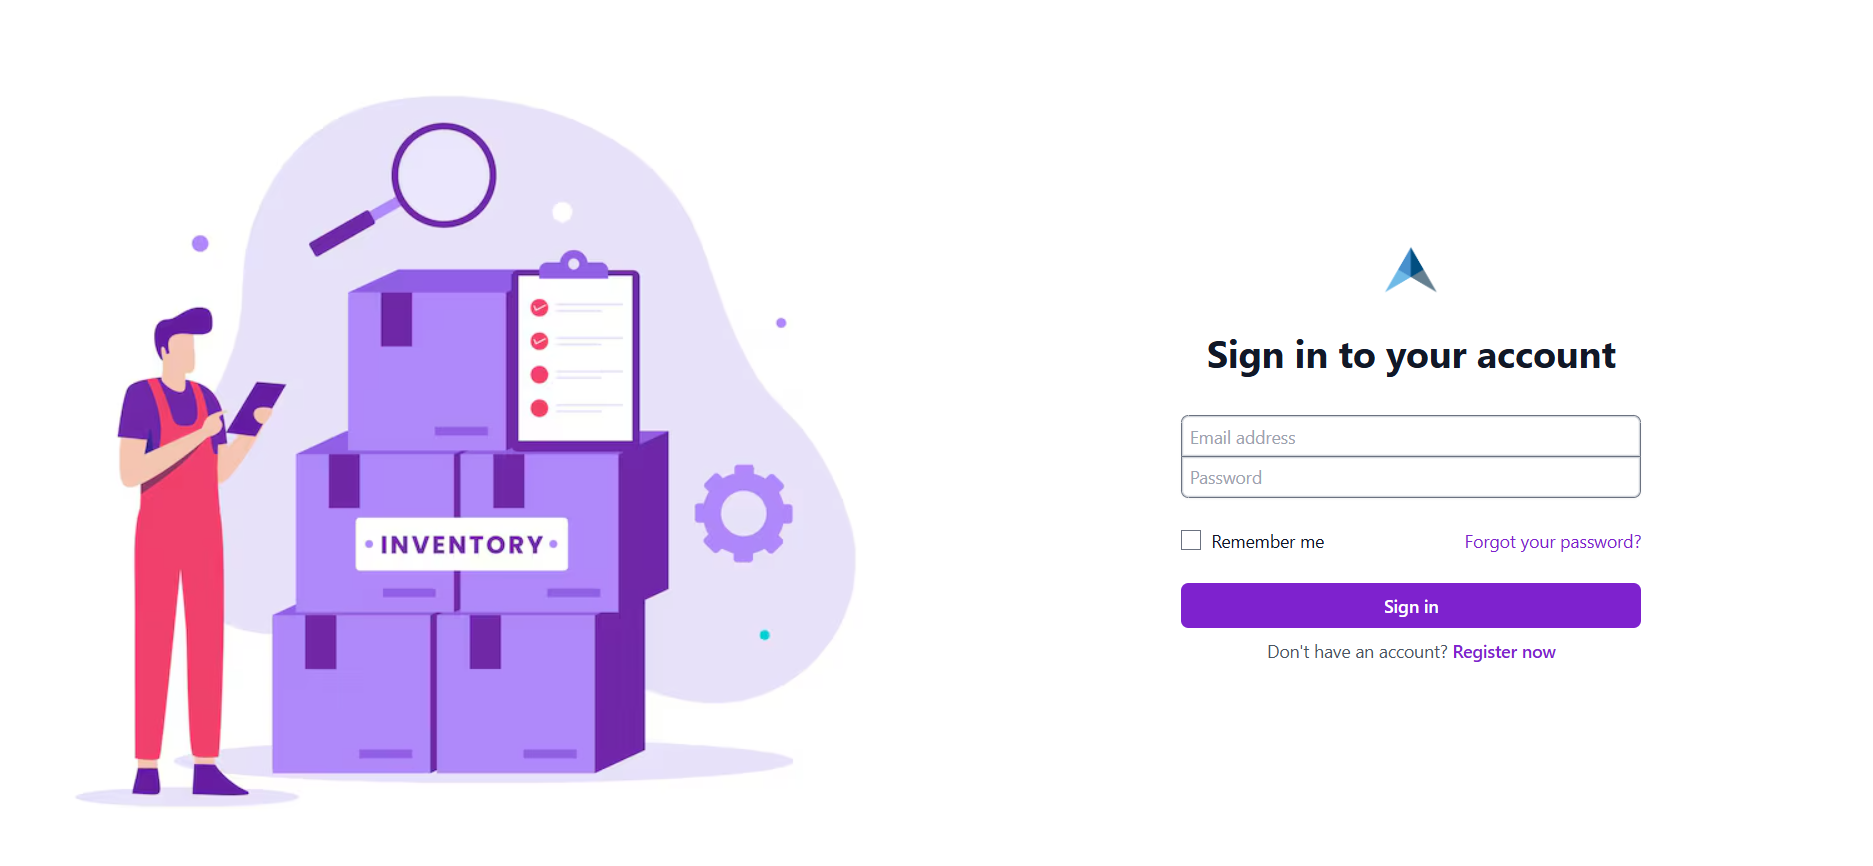 INVENTORY
Sign in to your account
Email address
Password
Remember me
Forgot your password?
Sign in
Don't have an account? Register now